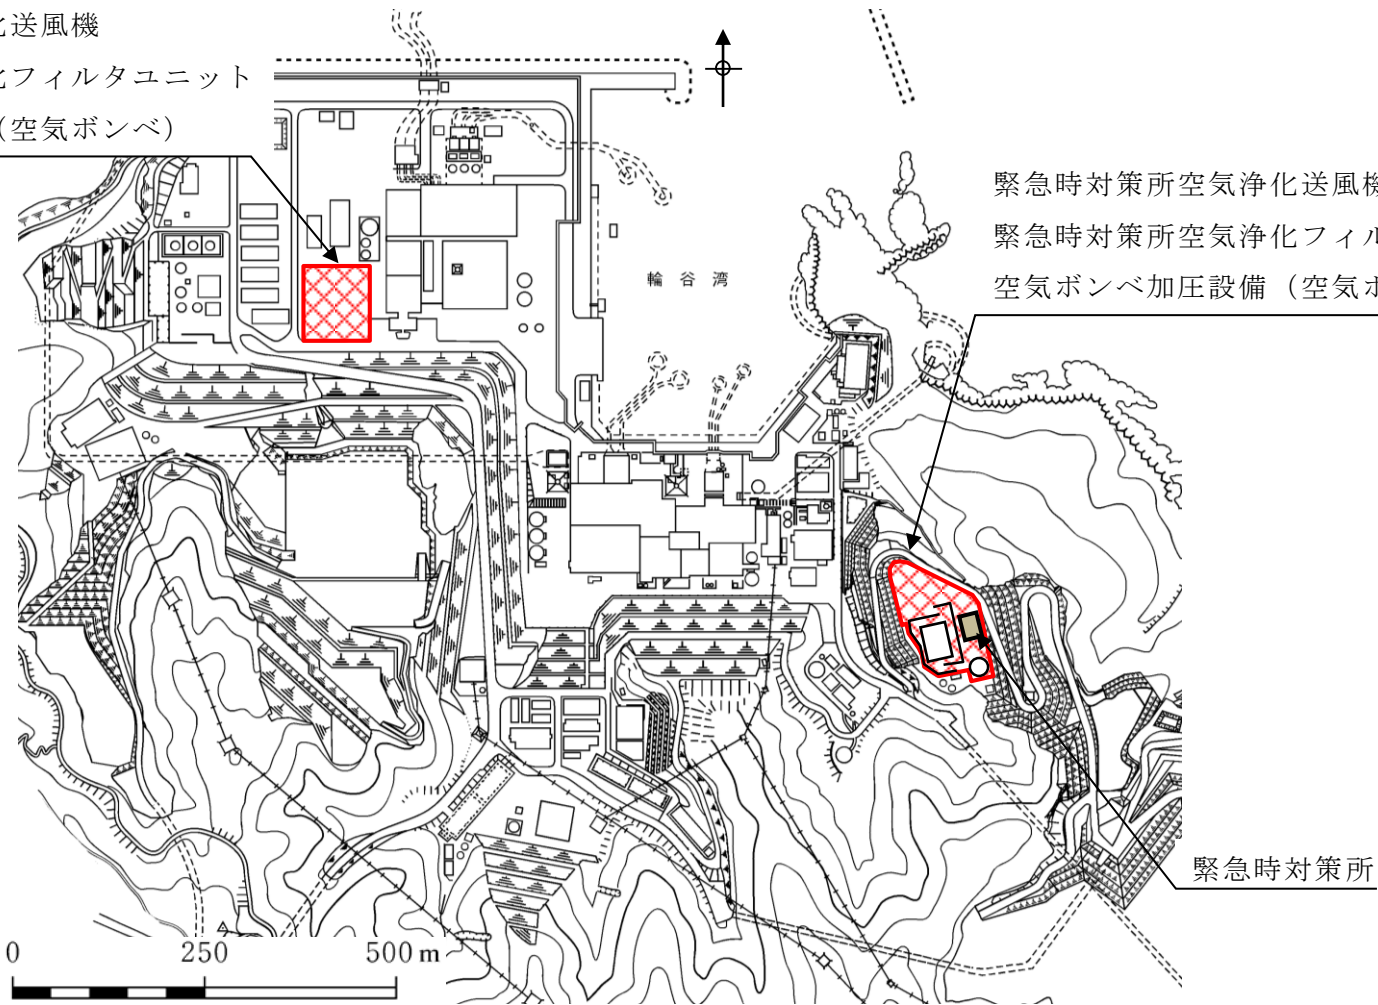 化送風機
化フィルタユニット
（空気ボンベ）
緊急時対策所空気浄化送風機
緊急時対策所空気浄化フィル
空気ボンベ加圧設備（空気ボ
輪谷湾
緊急時対策所
0 250 500 m